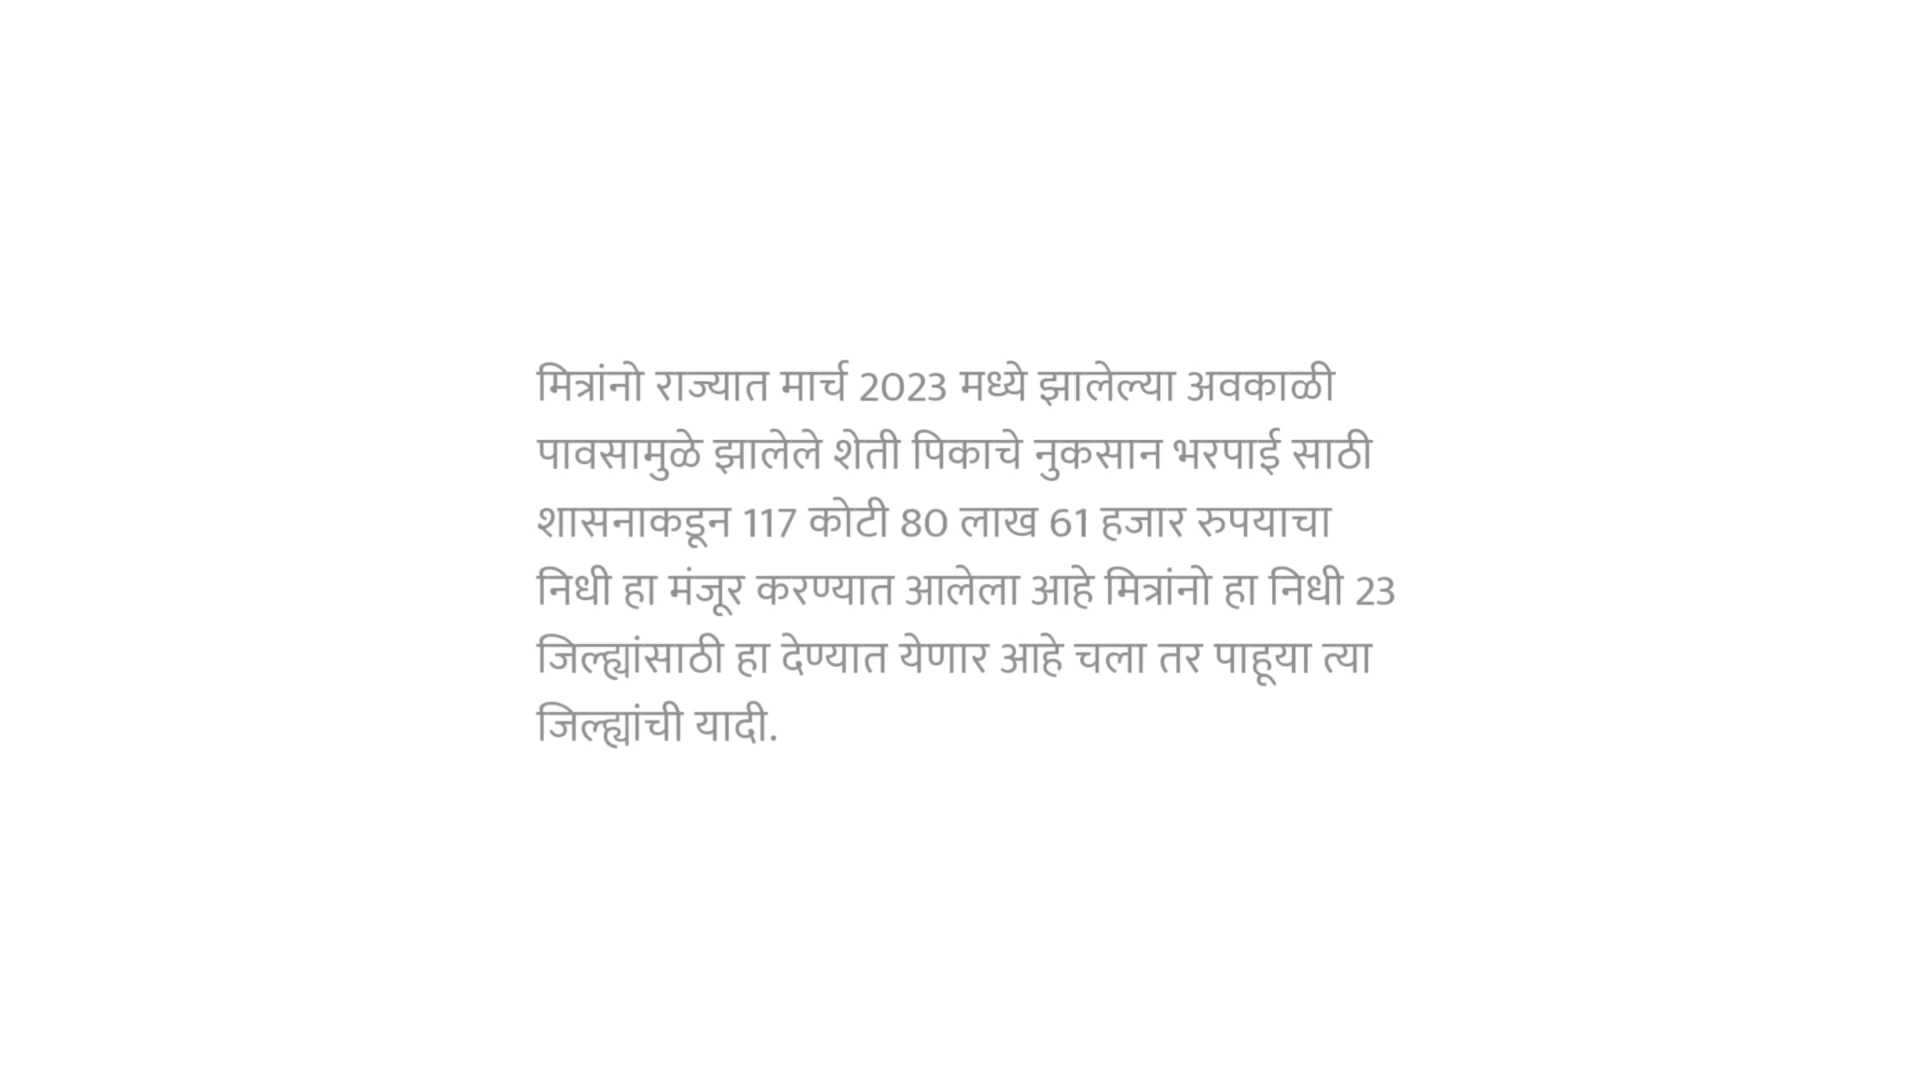 मित्रांनो राज्यात मार्च 2023 मध्ये झालेल्या अवकाळी
पावसामुळे झालेले शेती पिकाचे नुकसान भरपाई साठी
शासनाकडून 117 कोटी 80 लाख 61 हजार रुपयाचा
निधी हा मंजूर करण्यात आलेला आहे मित्रांनो हा निधी 23
जिल्ह्यांसाठी हा देण्यात येणार आहे चला तर पाहूया त्या
जिल्ह्यांची यादी.